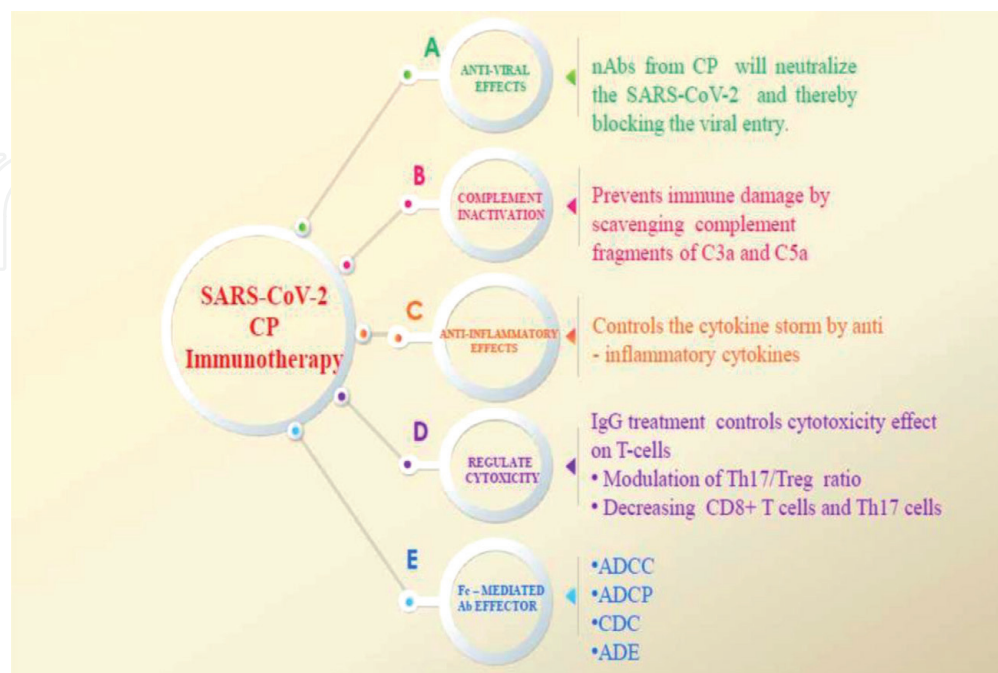 A
ANTI-VIRAL
EFFECTS
nAbs from CP will neutralize
the SARS-CoV-2 and thereby
blocking the viral entry.
B
COMPLEMENT
INACTIVATION
Prevents immune damage by
scavenging complement
fragments of C3a and C5a
SARS-CoV-2
CP
Immunotherapy
C
ANTI-INFLAMMATORY
EFFECTS
Controls the cytokine storm by anti
- inflammatory cytokines
D
REGULATE
CYTOXICITY
IgG treatment controls cytotoxicity effect
on T-cells
• Modulation of Th17/Treg ratio
• Decreasing CD8+ T cells and Th17 cells
E
Fc – MEDIATED
Ab EFFECTOR
•ADCC
•ADCP
•CDC
•ADE